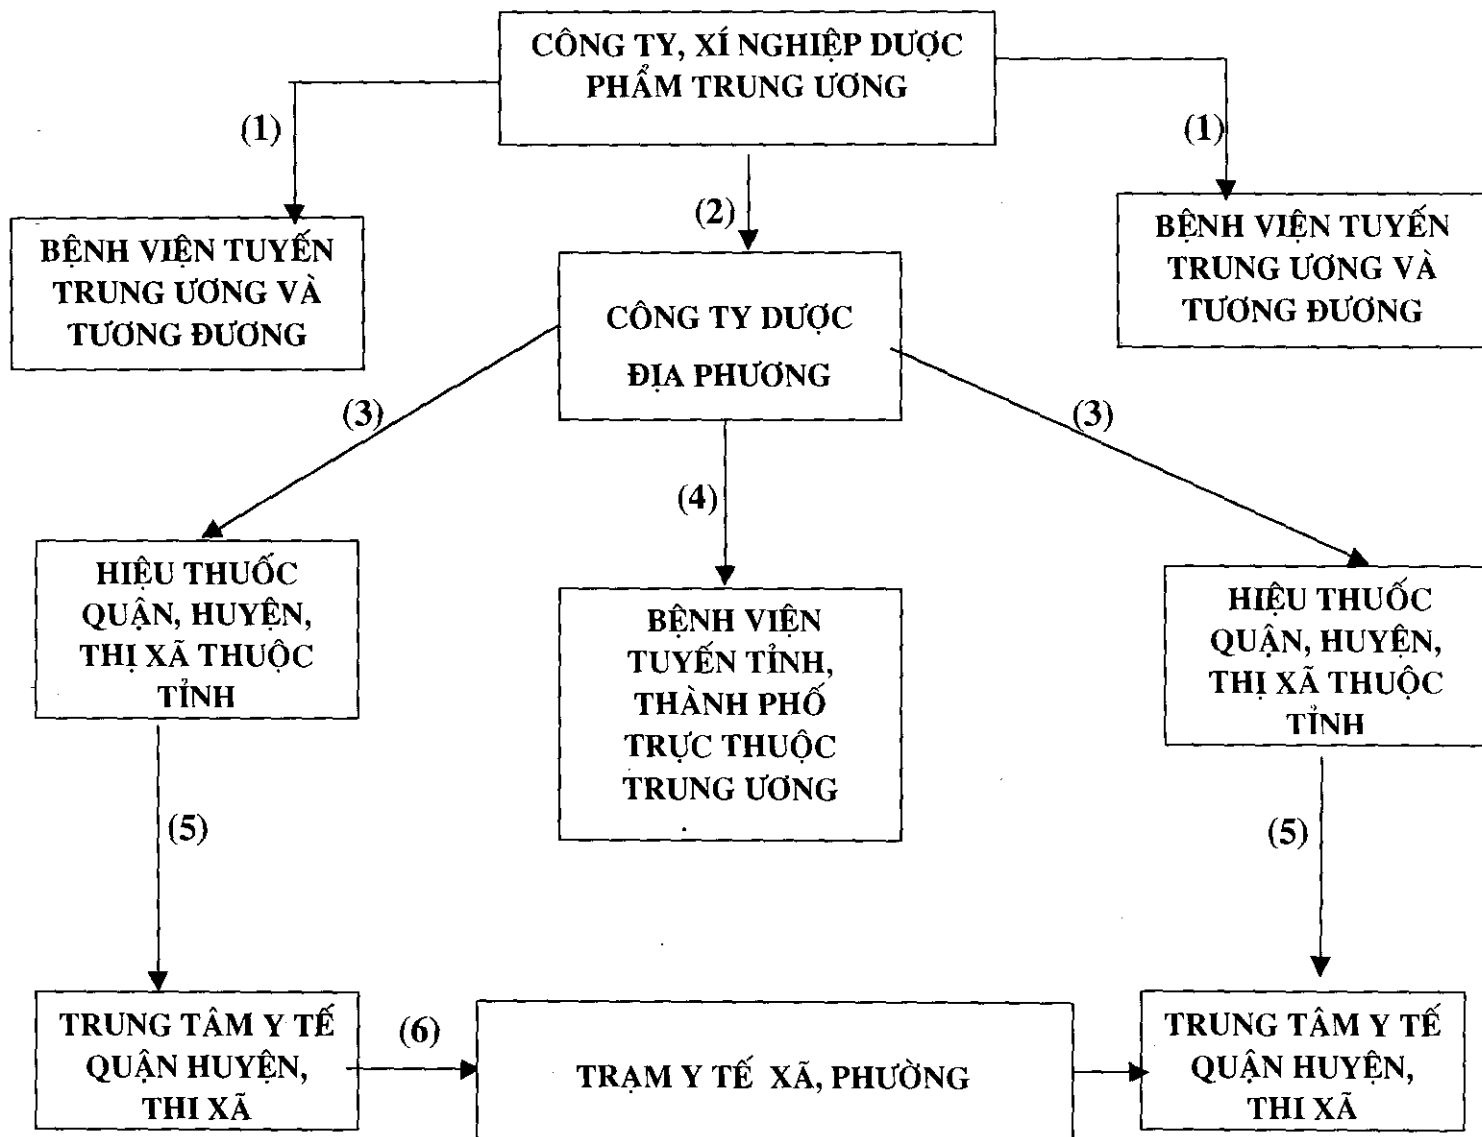 CÔNG TY, XÍ NGHIỆP DƯỢC
PHẨM TRUNG ƯƠNG
(1)
(1)
(2)
BỆNH VIỆN TUYẾN
TRUNG ƯƠNG VÀ
TƯƠNG ĐƯƠNG
BỆNH VIỆN TUYẾN
TRUNG ƯƠNG VÀ
TƯƠNG ĐƯƠNG
CÔNG TY DƯỢC
ĐỊA PHƯƠNG
(3)
(3)
(4)
HIỆU THUỐC
QUẬN, HUYỆN,
THỊ XÃ THUỘC
TỈNH
BỆNH VIỆN
TUYẾN TỈNH,
THÀNH PHỐ
TRỰC THUỘC
TRUNG ƯƠNG
HIỆU THUỐC
QUẬN, HUYỆN,
THỊ XÃ THUỘC
TỈNH
(5)
(5)
TRUNG TÂM Y TẾ
QUẬN HUYỆN,
THI XÃ
(6)
TRẠM Y TẾ XÃ, PHƯỜNG
TRUNG TÂM Y TẾ
QUẬN HUYỆN,
THI XÃ